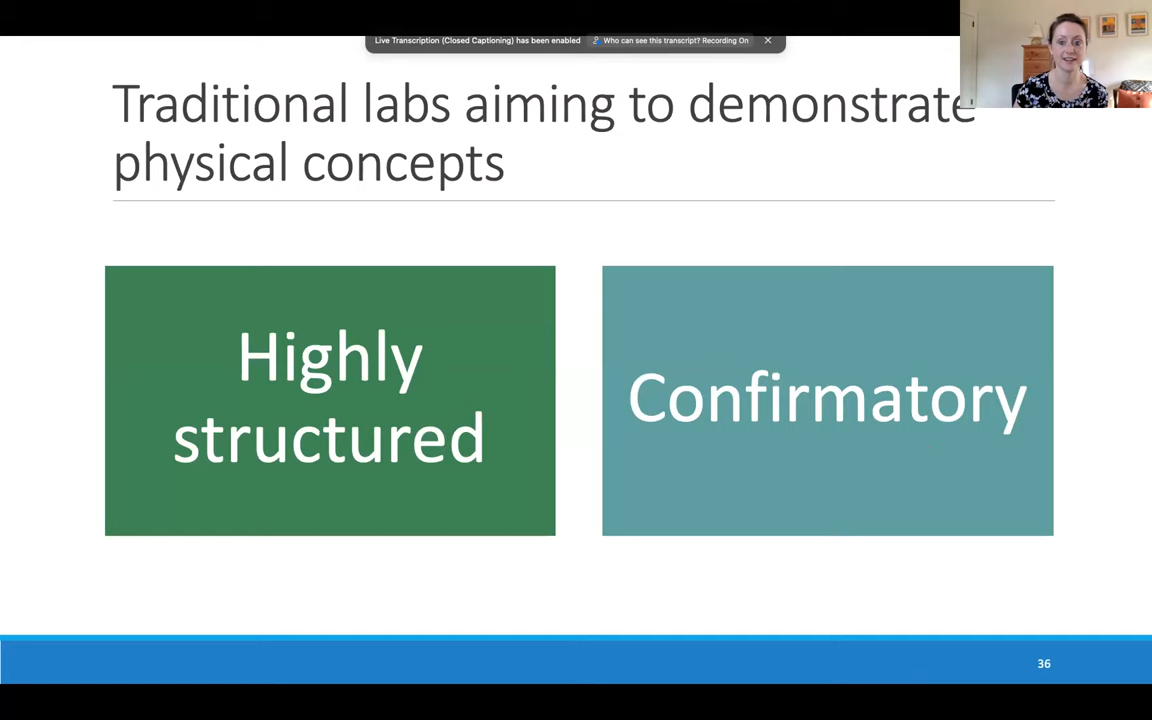 Live Transcription (Closed Captioning) has been enabled
Who can see this transcript? Recording On
Traditional labs aiming to demonstrate
physical concepts
Highly
structured
Confirmatory
36